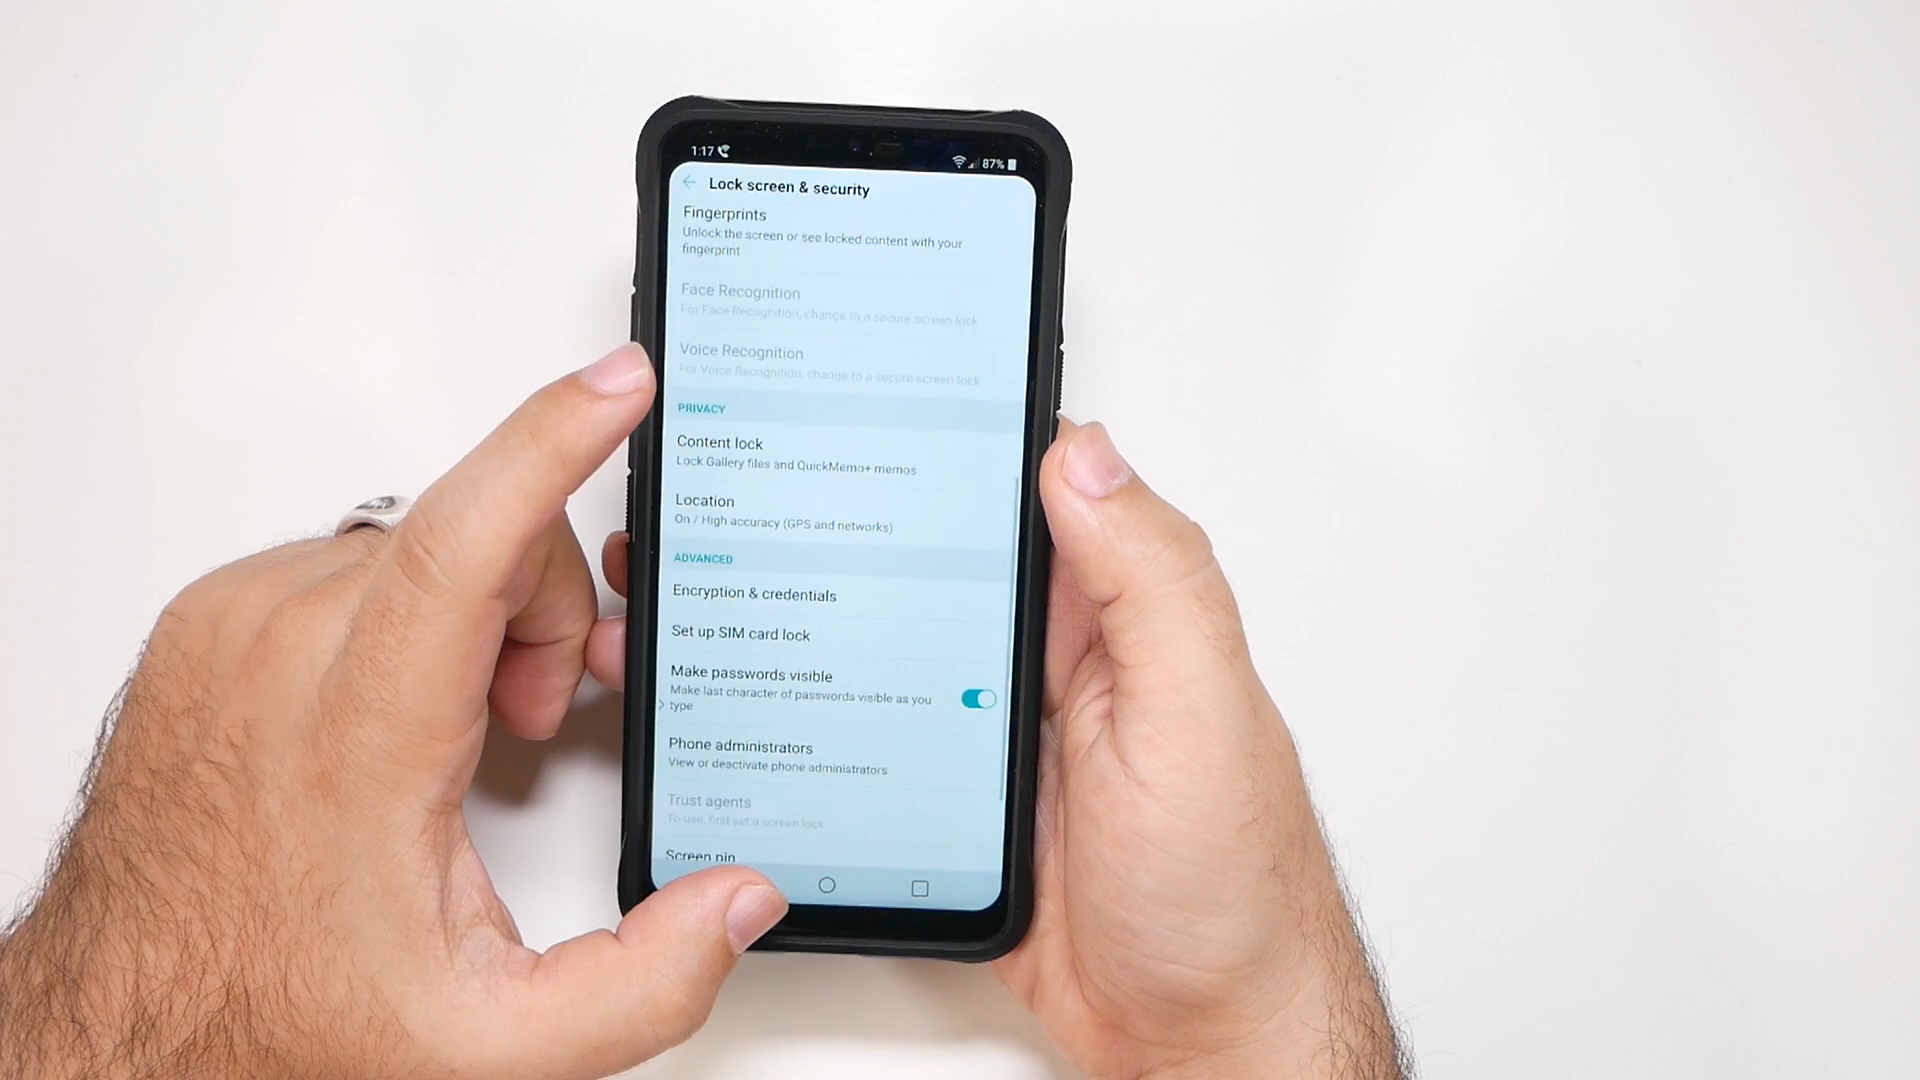 1:17
87%
Lock screen & security
Fingerprints
Unlock the screen or see locked content with your
fingerprint
Face Recognition
For Face Recognition, change to a secure screen lock
Voice Recognition
For Voice Recognition, change to a secure screen lock
PRIVACY
Content lock
Lock Gallery files and QuickMemo+ memos
Location
On / High accuracy (GPS and networks)
ADVANCED
Encryption & credentials
Set up SIM card lock
Make passwords visible
Make last character of passwords visible as you
type
Phone administrators
View or deactivate phone administrators
Trust agents
To use, first set a screen lock
Screen pin